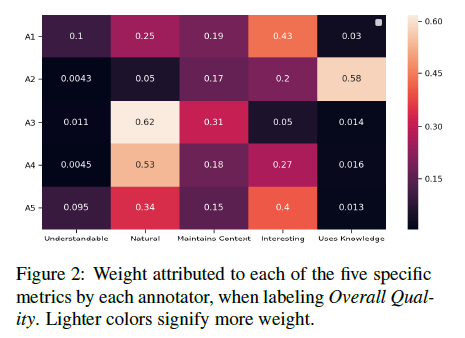 A1 0.1 0.25 0.19 0.43 0.03
A2 0.0043 0.05 0.17 0.2 0.58
A3 0.011 0.62 0.31 0.05 0.014
A4 0.0045 0.53 0.18 0.27 0.016
A5 0.095 0.34 0.15 0.4 0.013
Understandable Natural Maintains Context Interesting Uses Knowledge
0.60
0.45
0.30
0.15
Figure 2: Weight attributed to each of the five specific
metrics by each annotator, when labeling Overall Qual-
ity. Lighter colors signify more weight.